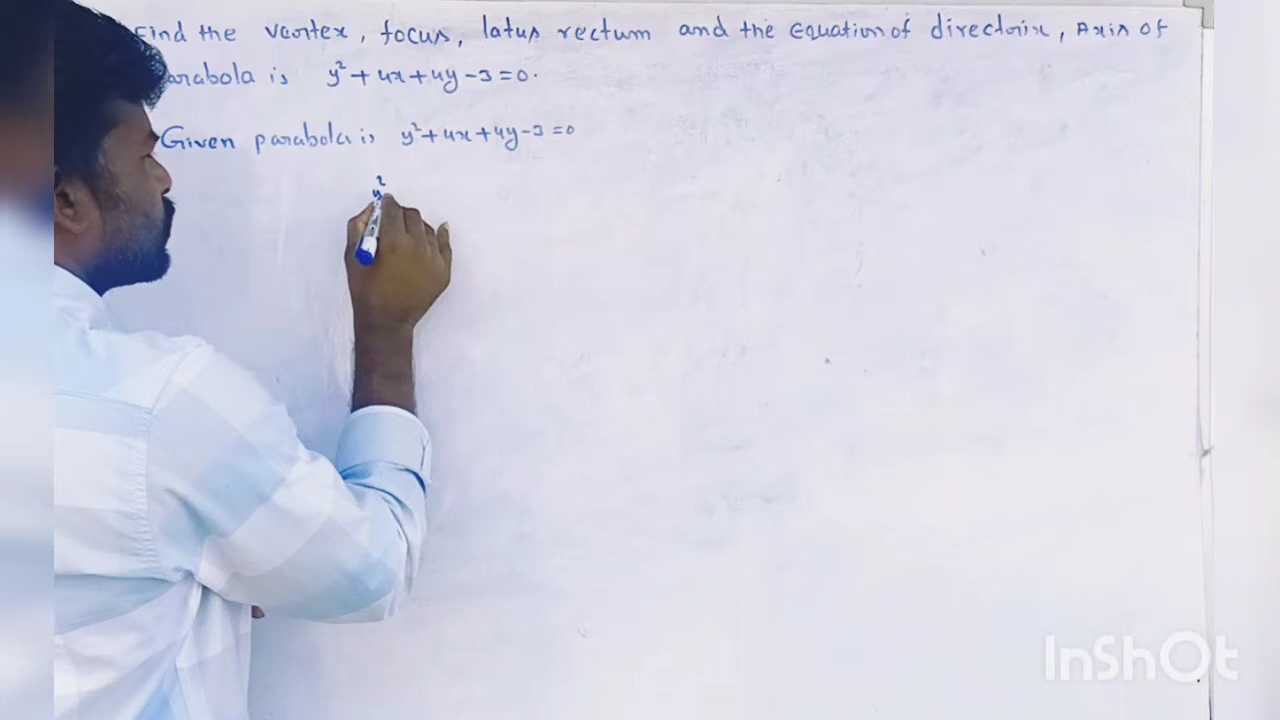 Find the vertex, focus, latus rectum and the Equation of directrix, Axis of
parabola is y²+4x+4y-3=0.
Given parabola is y²+4x+4y-3=0
y²
InShOt